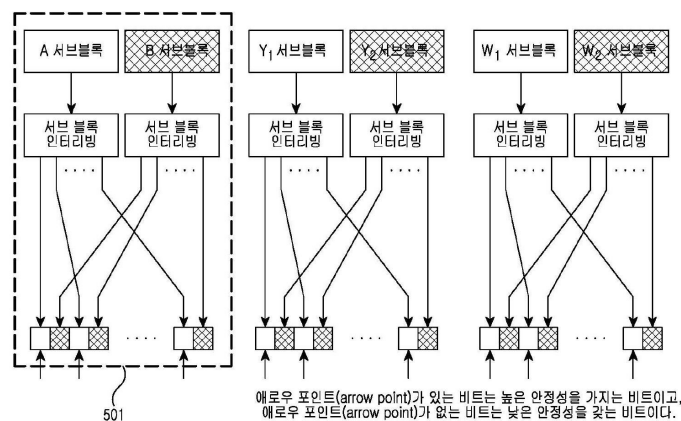 A 서브블록 B 서브블록 Y1 서브블록 Y2 서브블록 W1 서브블록 W2 서브블록
서브 블록 서브 블록 서브 블록 서브 블록 서브 블록 서브 블록
인터리빙 인터리빙 인터리빙 인터리빙 인터리빙 인터리빙
애로우 포인트(arrow point)가 있는 비트는 높은 안정성을 가지는 비트이고,
애로우 포인트(arrow point)가 없는 비트는 낮은 안정성을 갖는 비트이다.
501